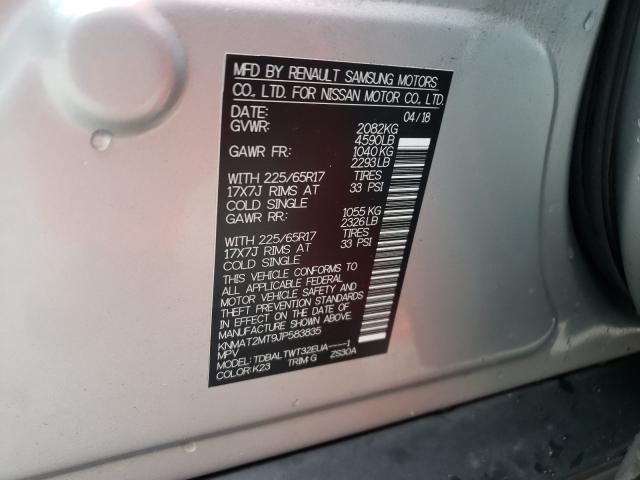 MFD BY RENAULT SAMSUNG MOTORS
CO., LTD. FOR NISSAN MOTOR CO., LTD.
DATE: 04/18
GVWR: 2082KG
4590LB
GAWR FR: 1040KG
2293LB
WITH 225/65R17 TIRES
17X7J RIMS AT 33 PSI
COLD SINGLE
GAWR RR: 1055KG
2326LB
WITH 225/65R17 TIRES
17X7J RIMS AT 33 PSI
COLD SINGLE
THIS VEHICLE CONFORMS TO
ALL APPLICABLE FEDERAL
MOTOR VEHICLE SAFETY AND
THEFT PREVENTION STANDARDS
IN EFFECT ON THE DATE OF
MANUFACTURE SHOWN ABOVE.
KNMAT2MT9JP583835
MPV
MODEL: TDBALTWT32EUA-----1
COLOR: K23 TRIM: G ZS30A